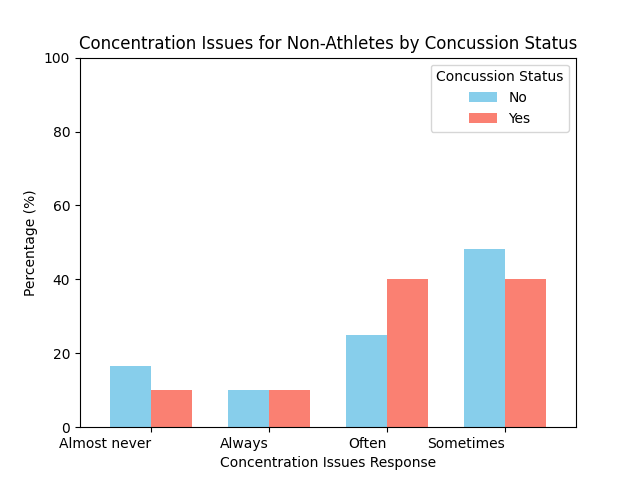 Concentration Issues for Non-Athletes by Concussion Status
Concussion Status
No
Yes
100
80
60
40
20
0
Percentage (%)
Almost never
Always
Often
Sometimes
Concentration Issues Response